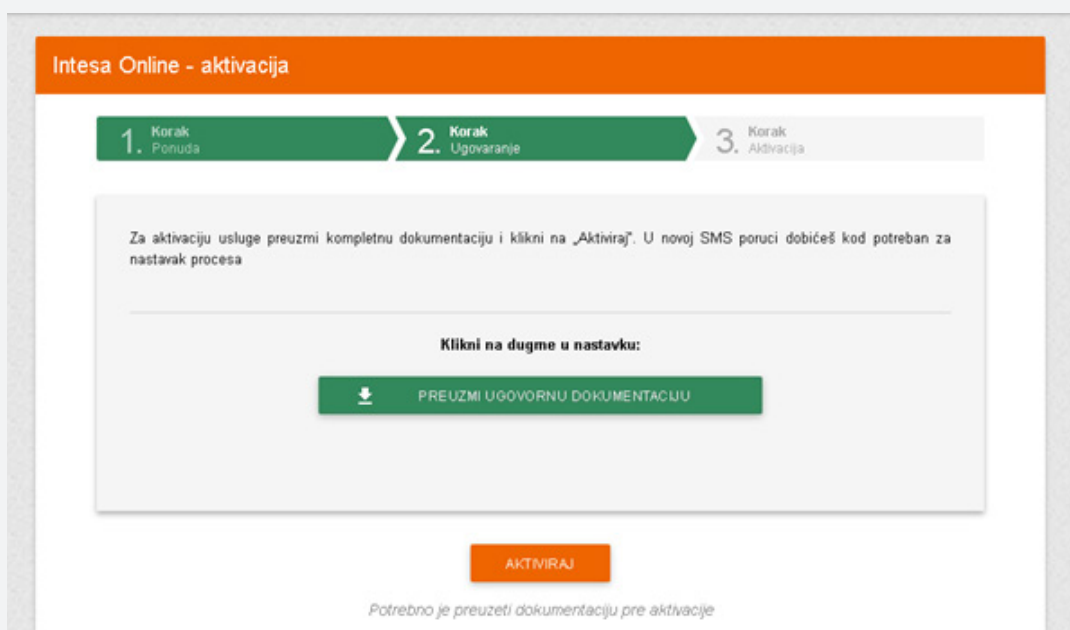 Intesa Online - aktivacija
1. Korak
Ponuda
2. Korak
Ugovaranje
3. Korak
Aktivacija
Za aktivaciju usluge preuzmi kompletnu dokumentaciju i klikni na „Aktiviraj”. U novoj SMS poruci dobićeš kod potreban za
nastavak procesa
Klikni na dugme u nastavku:
PREUZMI UGOVORNU DOKUMENTACIJU
AKTIVIRAJ
Potrebno je preuzeti dokumentaciju pre aktivacije